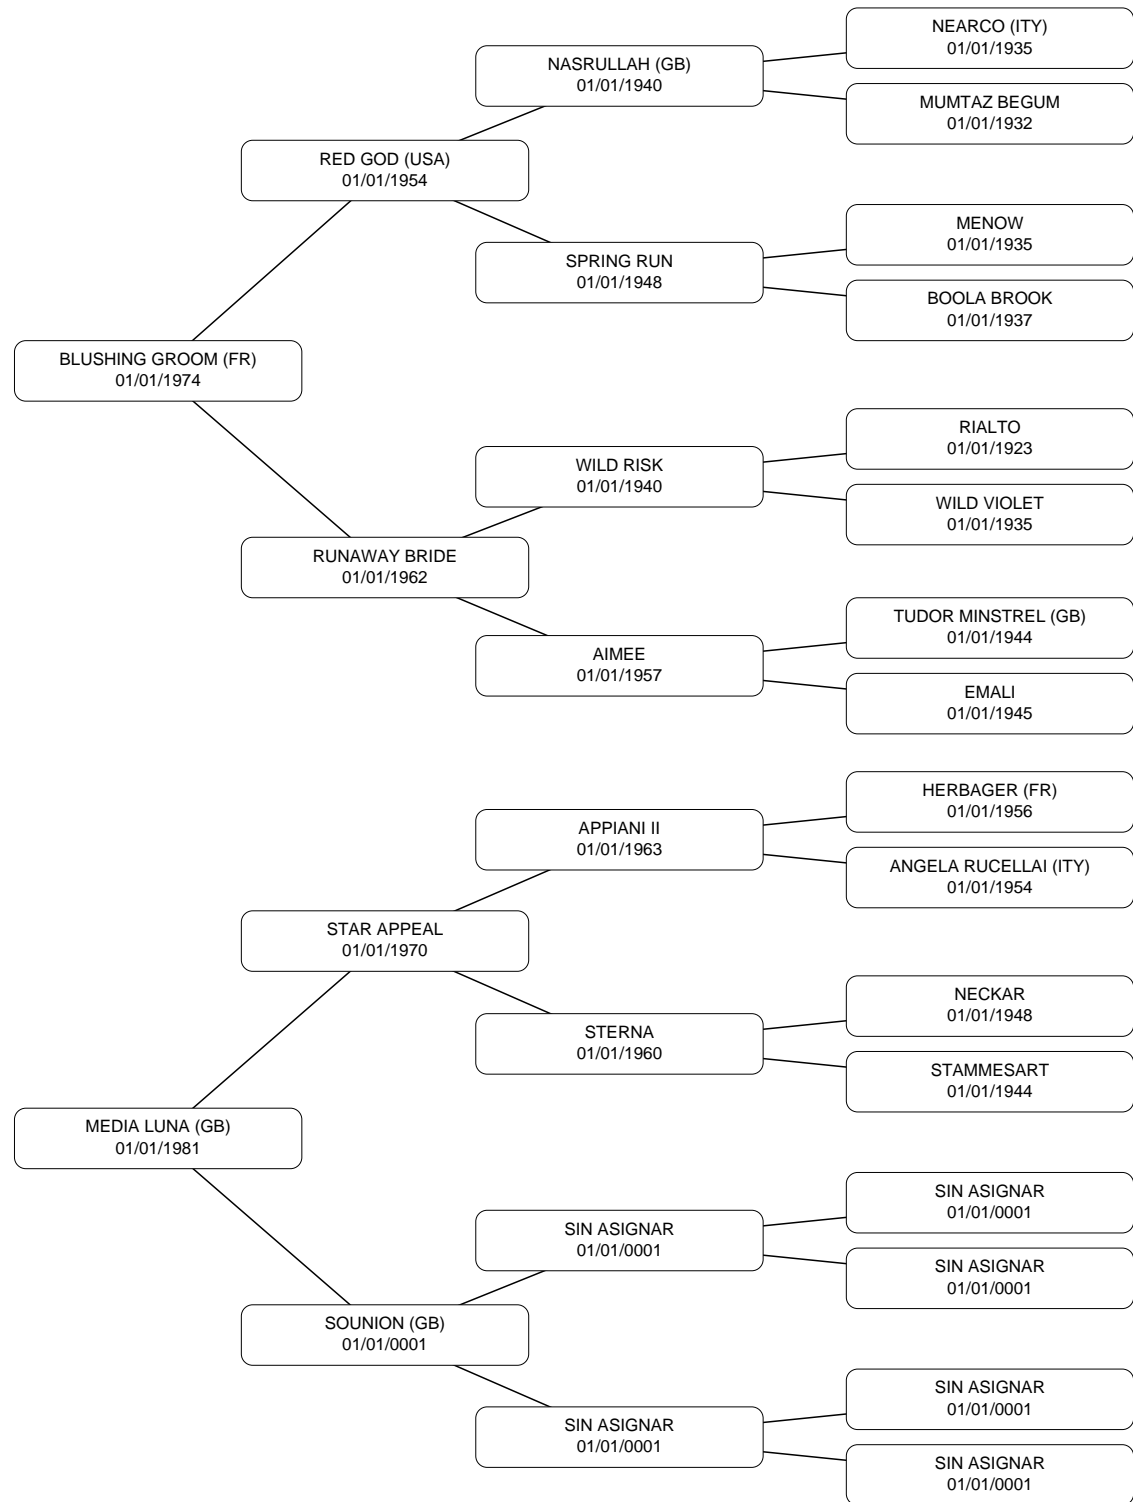 NEARCO (ITY)
01/01/1935
NASRULLAH (GB)
01/01/1940
MUMTAZ BEGUM
01/01/1932
RED GOD (USA)
01/01/1954
MENOW
01/01/1935
SPRING RUN
01/01/1948
BOOLA BROOK
01/01/1937
BLUSHING GROOM (FR)
01/01/1974
RIALTO
01/01/1923
WILD RISK
01/01/1940
WILD VIOLET
01/01/1935
RUNAWAY BRIDE
01/01/1962
TUDOR MINSTREL (GB)
01/01/1944
AIMEE
01/01/1957
EMALI
01/01/1945
HERBAGER (FR)
01/01/1956
APPIANI II
01/01/1963
ANGELA RUCELLAI (ITY)
01/01/1954
STAR APPEAL
01/01/1970
NECKAR
01/01/1948
STERNA
01/01/1960
STAMMESART
01/01/1944
MEDIA LUNA (GB)
01/01/1981
SIN ASIGNAR
01/01/0001
SIN ASIGNAR
01/01/0001
SIN ASIGNAR
01/01/0001
SOUNION (GB)
01/01/0001
SIN ASIGNAR
01/01/0001
SIN ASIGNAR
01/01/0001
SIN ASIGNAR
01/01/0001